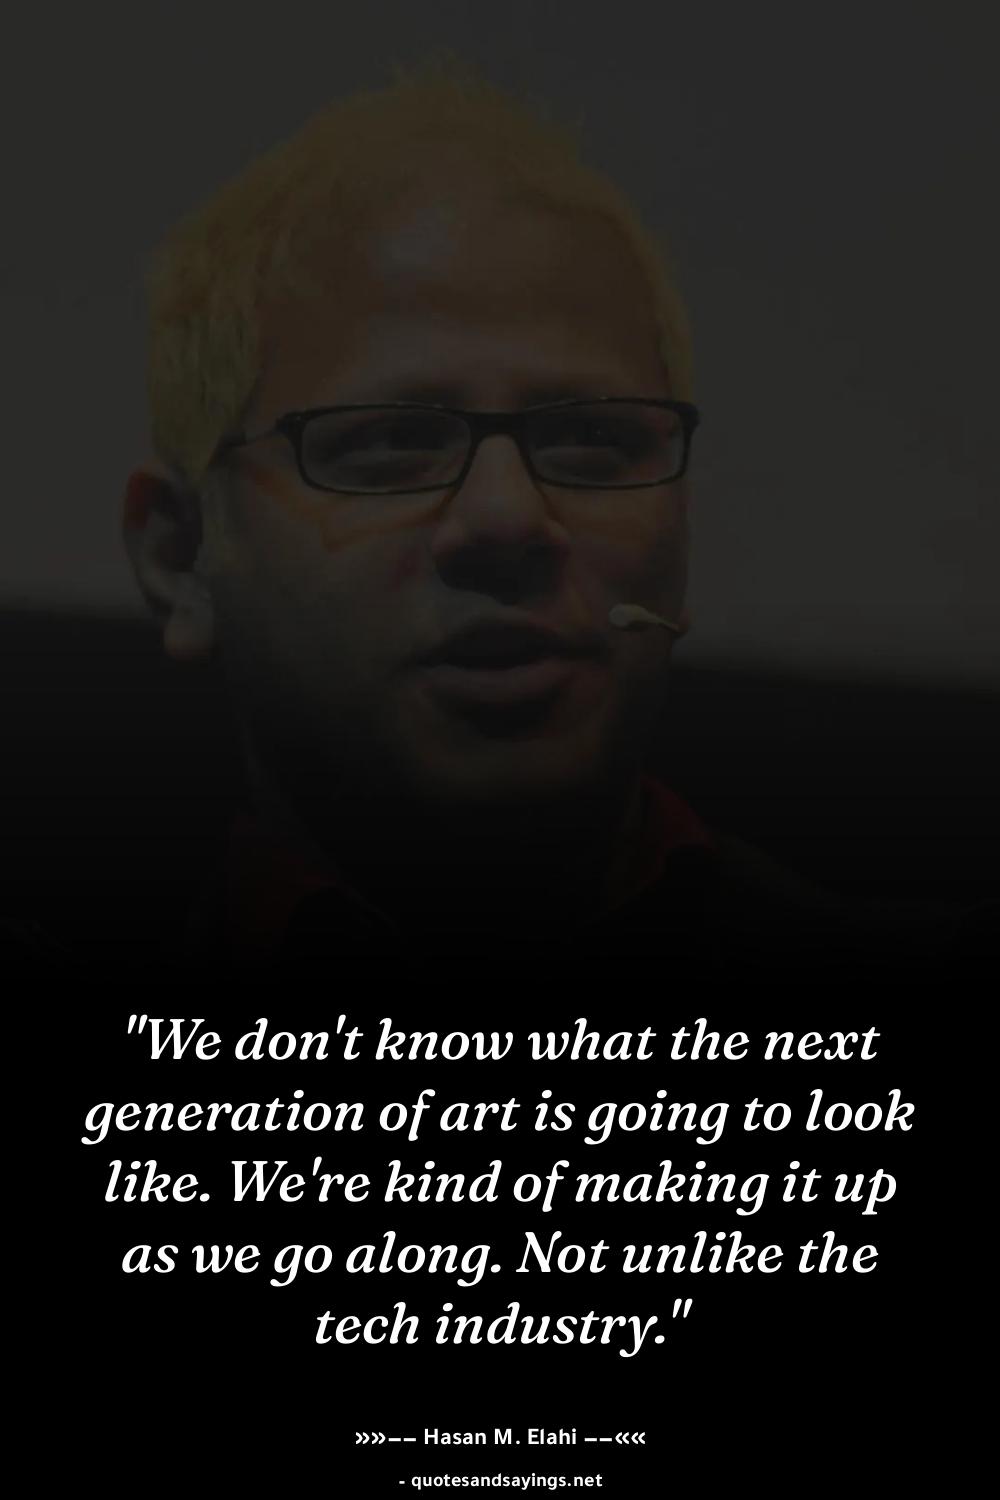 "We don't know what the next
generation of art is going to look
like. We're kind of making it up
as we go along. Not unlike the
tech industry."
»»–– Hasan M. Elahi ––««
- quotesandsayings.net